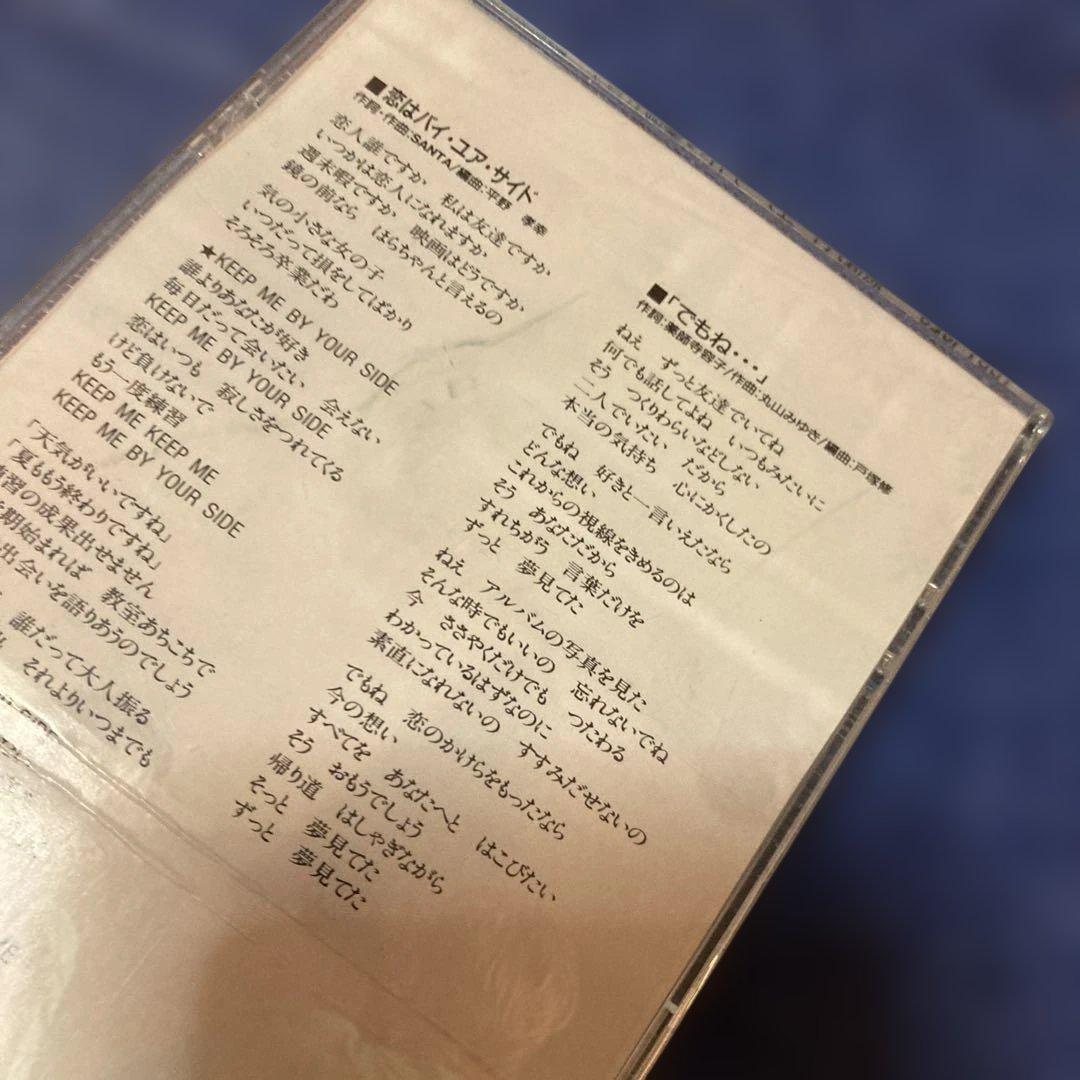 ■恋はバイ・ユア・サイド
作詞・作曲:SANTA/編曲:平野 孝幸
恋人誰ですか 私は友達ですか
いつかは恋人になれますか
週末暇ですか 映画はどうですか
鏡の前なら ほらちゃんと言えるの
気の小さな女の子
いつだって損をしてばかり
そろそろ卒業だわ
★KEEP ME BY YOUR SIDE
誰よりあなたが好き
毎日だって会いたい 会えない
KEEP ME BY YOUR SIDE
恋はいつも 寂しさをつれてくる
けど負けないで
もう一度練習
KEEP ME KEEP ME
KEEP ME BY YOUR SIDE
「天気がいいですね」
「夏ももう終わりですね」
習の成果出せません
期始まれば 教室あちこちで
出会いを語りあうのでしょう
誰だって大人振る
それよりいつまでも
■「でもね・・・」
作詞:薬師寺容子/作曲:丸山みゆき/編曲:戸塚修
ねえ ずっと友達でいてね
何でも話してよね いつもみたいに
そう つくりわらいなどしない
二人でいたい だから
本当の気持ち 心にかくしたの
でもね 好きと一言いえたなら
どんな想い
これからの視線をきめるのは
そう あなただから
すれちがう 言葉だけを
ずっと 夢見てた
ねえ アルバムの写真を見た
そんな時でもいいの 忘れないでね
今 ささやくだけでも つたわる
わかっているはずなのに
素直になれないの すすみだせないの
でもね 恋のかけらをもったなら
今の想い
すべてを あなたへと はこびたい
そう おもうでしょう
帰り道 はしゃぎながら
そっと 夢見てた
ずっと 夢見てた